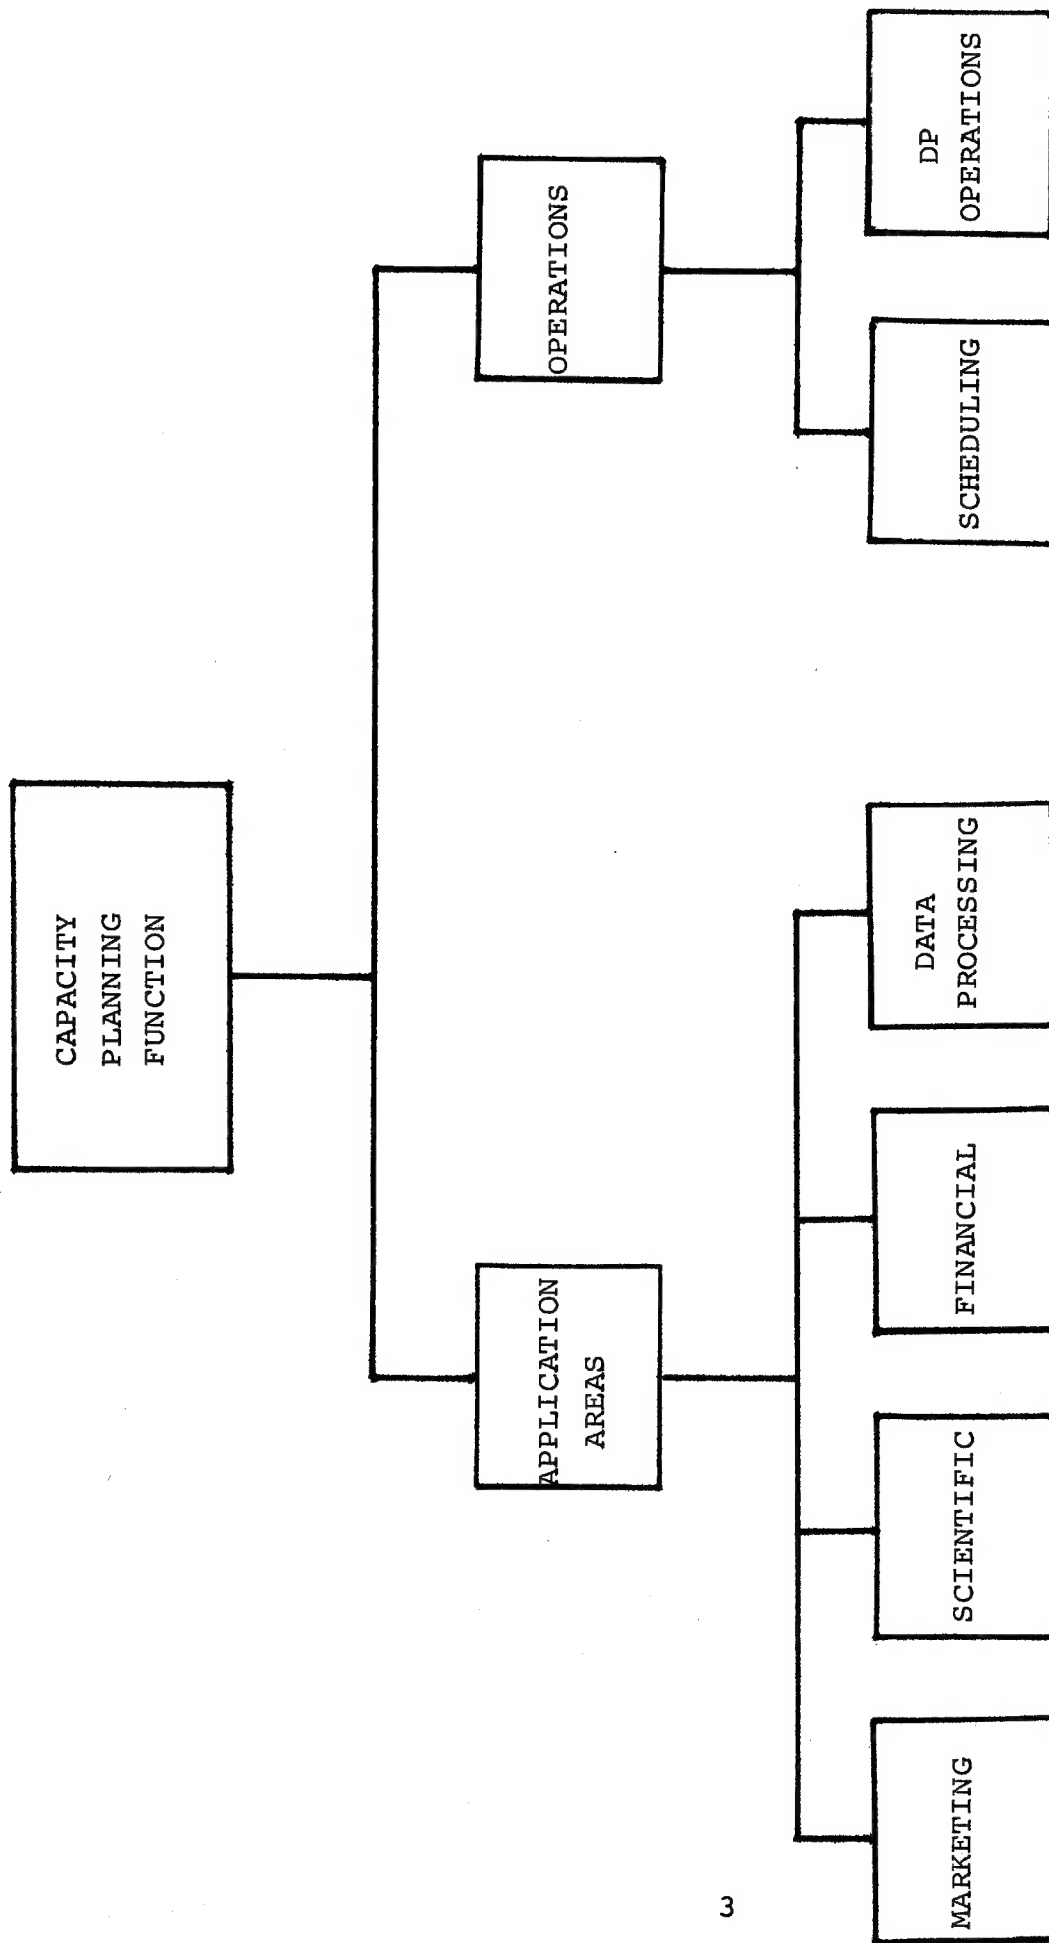 CAPACITY
PLANNING
FUNCTION
APPLICATION
AREAS
OPERATIONS
MARKETING
SCIENTIFIC
FINANCIAL
DATA
PROCESSING
SCHEDULING
DP
OPERATIONS
3